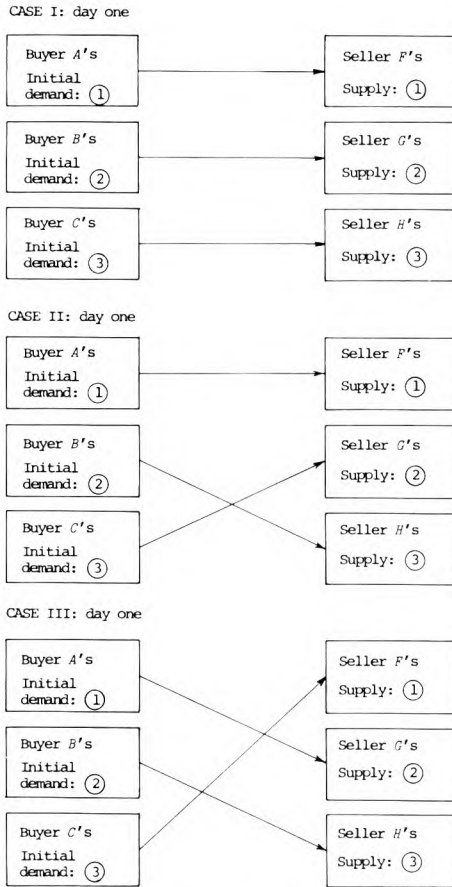 CASE I: day one
Buyer A's
Initial
demand: 1
Seller F's
Supply: 1
Buyer B's
Initial
demand: 2
Seller G's
Supply: 2
Buyer C's
Initial
demand: 3
Seller H's
Supply: 3
CASE II: day one
Buyer A's
Initial
demand: 1
Seller F's
Supply: 1
Buyer B's
Initial
demand: 2
Seller G's
Supply: 2
Buyer C's
Initial
demand: 3
Seller H's
Supply: 3
CASE III: day one
Buyer A's
Initial
demand: 1
Seller F's
Supply: 1
Buyer B's
Initial
demand: 2
Seller G's
Supply: 2
Buyer C's
Initial
demand: 3
Seller H's
Supply: 3